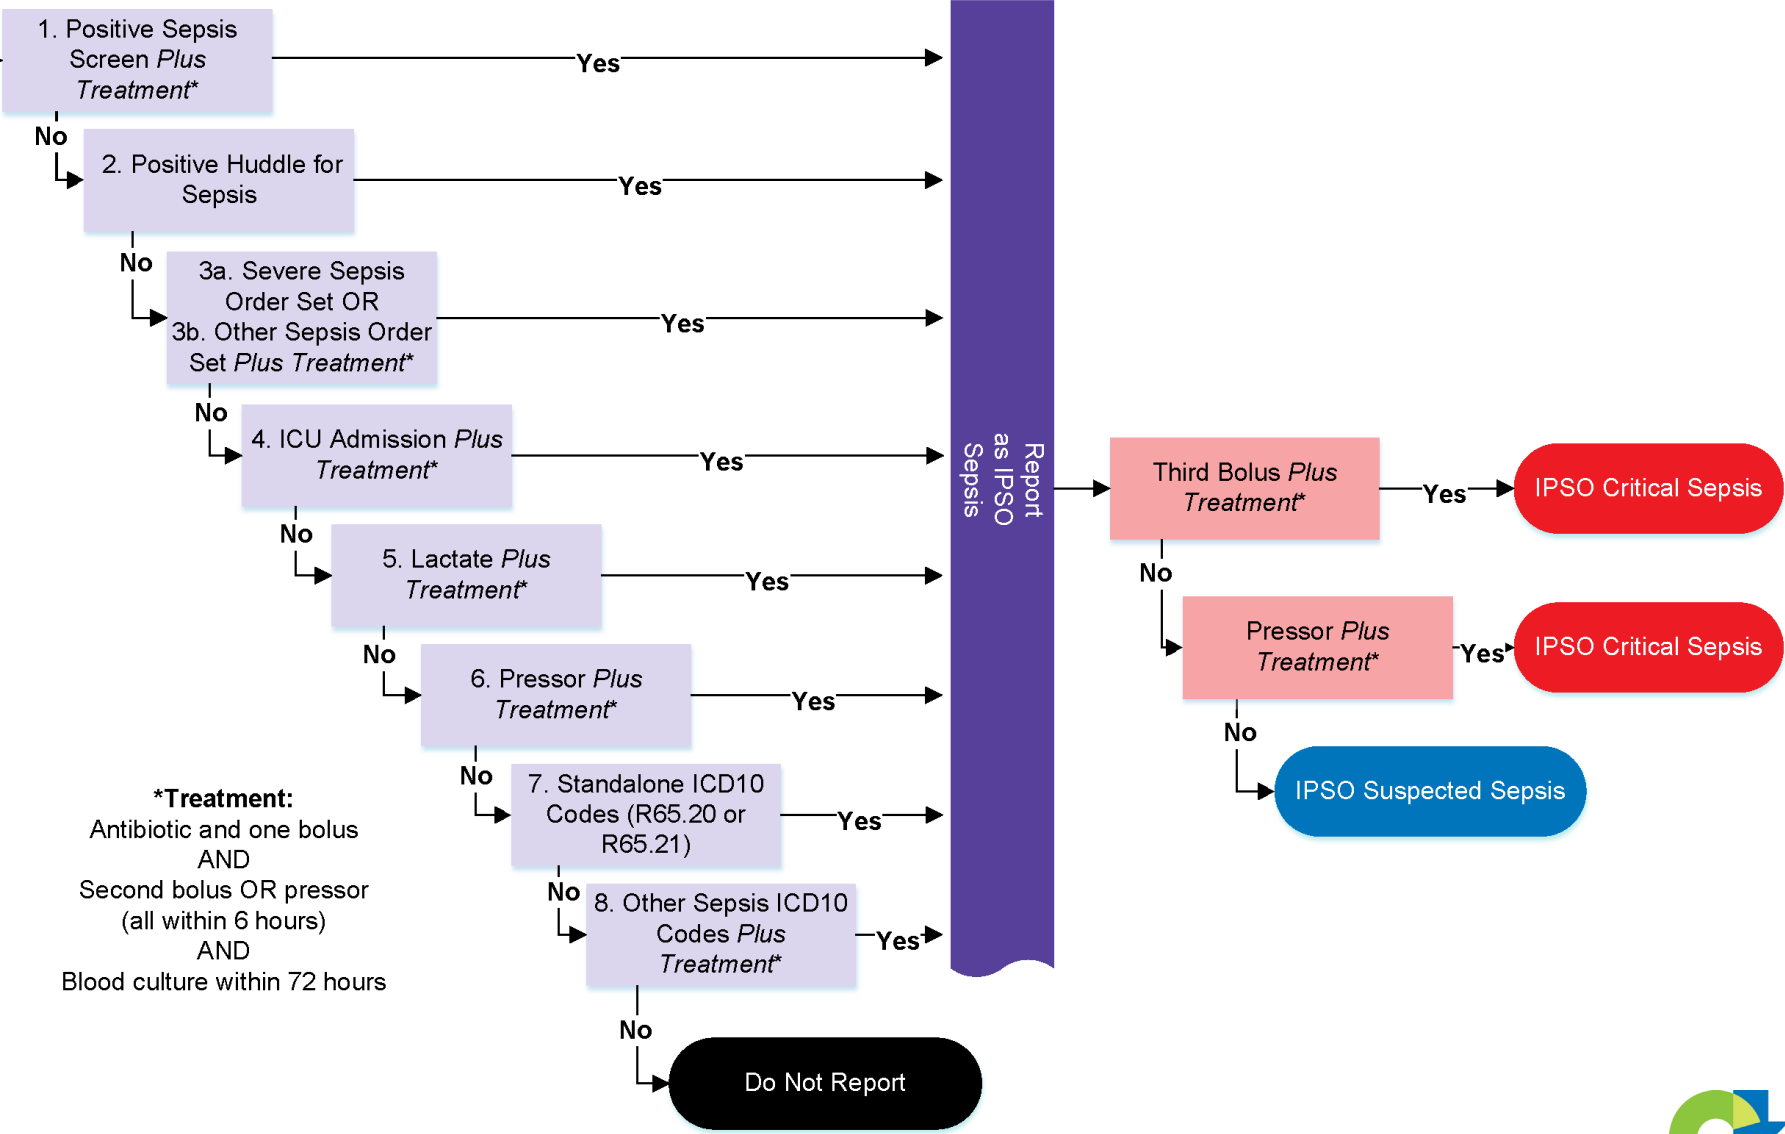 1. Positive Sepsis
Screen Plus
Treatment*
Yes
No
2. Positive Huddle for
Sepsis
Yes
No
3a. Severe Sepsis
Order Set OR
3b. Other Sepsis Order
Set Plus Treatment*
Yes
No
4. ICU Admission Plus
Treatment*
Yes
No
5. Lactate Plus
Treatment*
Yes
No
6. Pressor Plus
Treatment*
Yes
No
7. Standalone ICD10
Codes (R65.20 or
R65.21)
Yes
No
8. Other Sepsis ICD10
Codes Plus
Treatment*
Yes
No
Do Not Report
*Treatment:
Antibiotic and one bolus
AND
Second bolus OR pressor
(all within 6 hours)
AND
Blood culture within 72 hours
Report
as IPSO
Sepsis
Third Bolus Plus
Treatment*
Yes
IPSO Critical Sepsis
No
Pressor Plus
Treatment*
Yes
IPSO Critical Sepsis
No
IPSO Suspected Sepsis